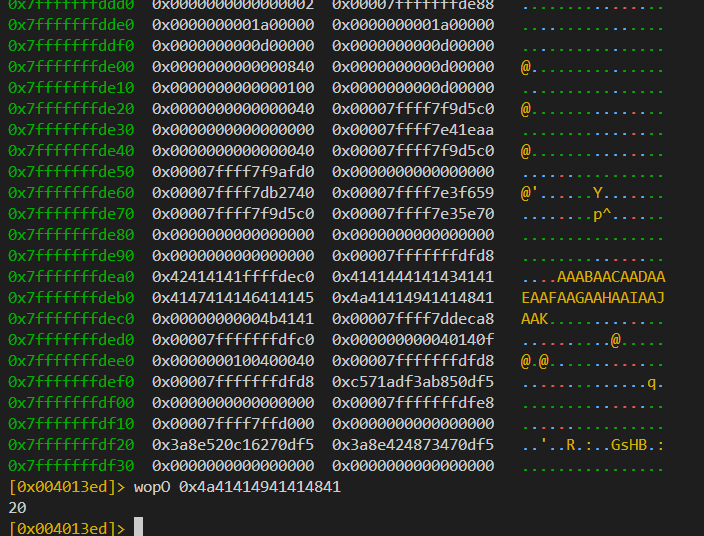 0x7fffffffddd0  0x0000000000000002  0x00007fffffffde88  ................
0x7fffffffdde0  0x0000000001a00000  0x0000000001a00000  ................
0x7fffffffddf0  0x0000000000d00000  0x0000000000d00000  ................
0x7fffffffde00  0x0000000000000840  0x0000000000d00000  @...............
0x7fffffffde10  0x0000000000000100  0x0000000000d00000  ................
0x7fffffffde20  0x0000000000000040  0x00007ffff7f9d5c0  @...............
0x7fffffffde30  0x0000000000000000  0x00007ffff7e41eaa  ................
0x7fffffffde40  0x0000000000000040  0x00007ffff7f9d5c0  @...............
0x7fffffffde50  0x00007ffff7f9afd0  0x0000000000000000  ................
0x7fffffffde60  0x00007ffff7db2740  0x00007ffff7e3f659  @'......Y.......
0x7fffffffde70  0x00007ffff7f9d5c0  0x00007ffff7e35e70  ........p^......
0x7fffffffde80  0x0000000000000000  0x0000000000000000  ................
0x7fffffffde90  0x0000000000000000  0x00007fffffffdfd8  ................
0x7fffffffdea0  0x42414141ffffdec0  0x4141444141434141  ....AAABAACAADAA
0x7fffffffdeb0  0x4147414146414145  0x4a41414941414841  EAAFAAGAAHAAIAAJ
0x7fffffffdec0  0x00000000004b4141  0x00007ffff7ddeca8  AAK.............
0x7fffffffded0  0x00007fffffffdfc0  0x000000000040140f  ..........@.....
0x7fffffffdee0  0x0000000100400040  0x00007fffffffdfd8  @.@.............
0x7fffffffdef0  0x00007fffffffdfd8  0xc571adf3ab850df5  ..............q.
0x7fffffffdf00  0x0000000000000000  0x00007fffffffdfe8  ................
0x7fffffffdf10  0x00007ffff7ffd000  0x0000000000000000  ................
0x7fffffffdf20  0x3a8e520c16270df5  0x3a8e424873470df5  ..'..R.:..GsHB.:
0x7fffffffdf30  0x0000000000000000  0x0000000000000000  ................
[0x004013ed]> wopO 0x4a41414941414841
20
[0x004013ed]>